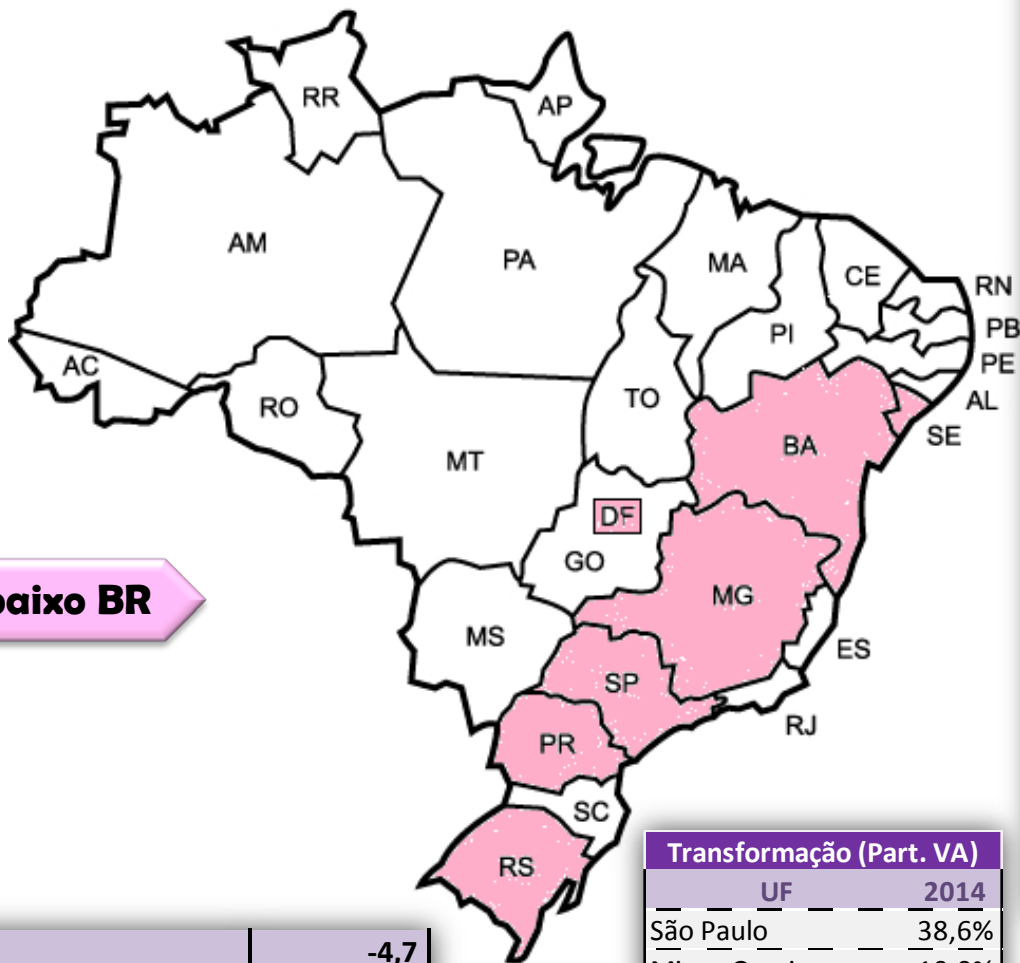 RR
AP
AM
PA
MA
CE
RN
PB
PI
PE
AC
TO
AL
RO
SE
BA
MT
DF
GO
baixo BR
MG
MS
ES
SP
RJ
PR
SC
RS
Transformação (Part. VA)
UF 2014
São Paulo 38,6%
-4,7